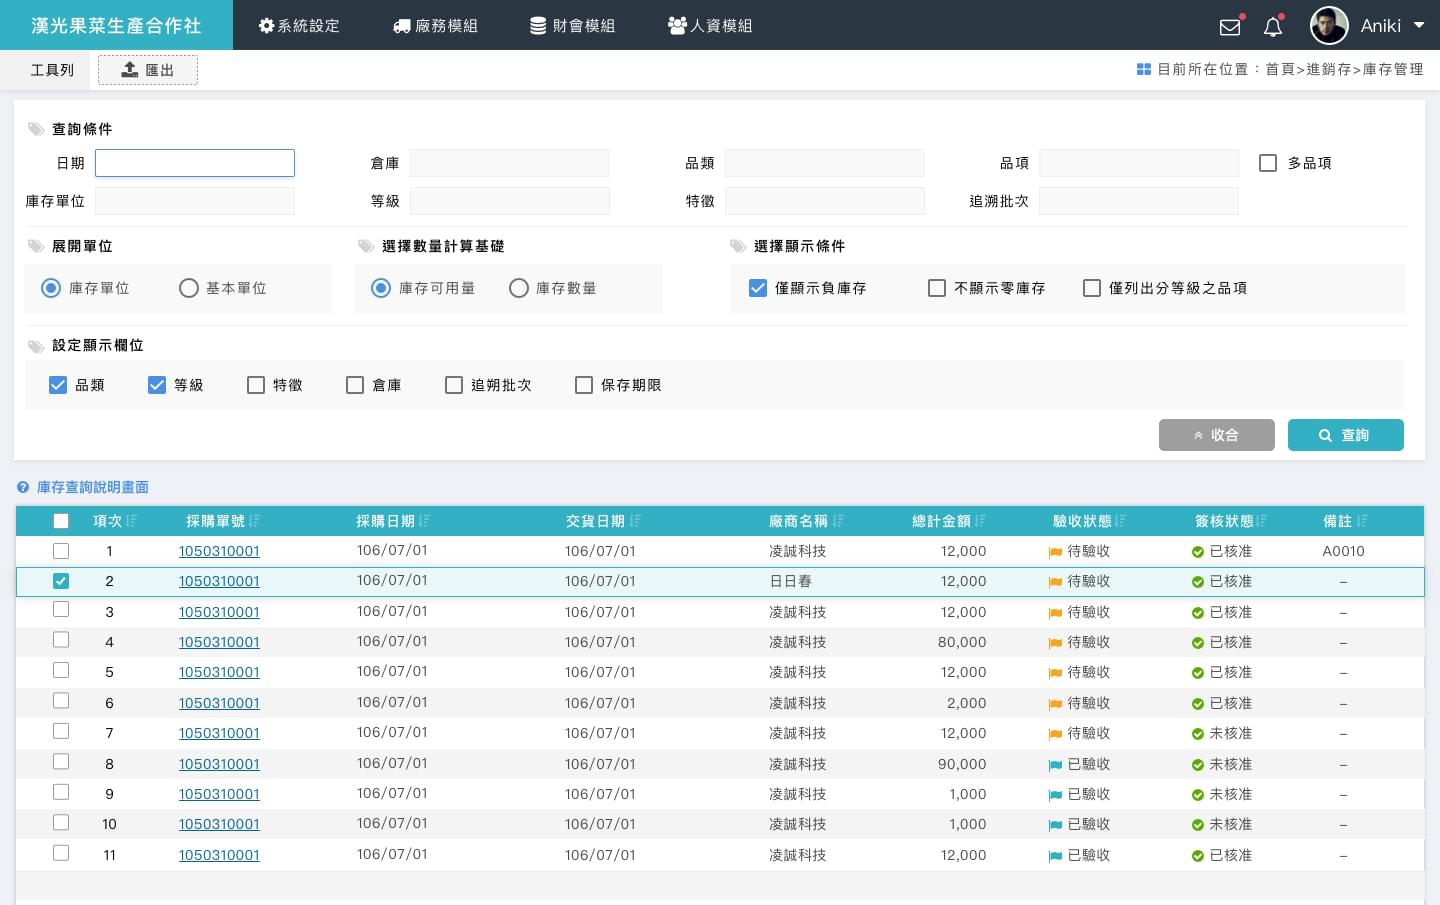 漢光果菜生產合作社 系統設定 廠務模組 財會模組 人資模組 Aniki
工具列 匯出 目前所在位置：首頁>進銷存>庫存管理
查詢條件
日期 倉庫 品類 品項 多品項
庫存單位 等級 特徵 追溯批次
展開單位 選擇數量計算基礎 選擇顯示條件
庫存單位 基本單位 庫存可用量 庫存數量 僅顯示負庫存 不顯示零庫存 僅列出分等級之品項
設定顯示欄位
品類 等級 特徵 倉庫 追朔批次 保存期限
收合 查詢
庫存查詢說明畫面
項次 採購單號 採購日期 交貨日期 廠商名稱 總計金額 驗收狀態 簽核狀態 備註
1 1050310001 106/07/01 106/07/01 凌誠科技 12,000 待驗收 已核准 A0010
2 1050310001 106/07/01 106/07/01 日日春 12,000 待驗收 已核准 –
3 1050310001 106/07/01 106/07/01 凌誠科技 12,000 待驗收 已核准 –
4 1050310001 106/07/01 106/07/01 凌誠科技 80,000 待驗收 已核准 –
5 1050310001 106/07/01 106/07/01 凌誠科技 12,000 待驗收 已核准 –
6 1050310001 106/07/01 106/07/01 凌誠科技 2,000 待驗收 已核准 –
7 1050310001 106/07/01 106/07/01 凌誠科技 12,000 待驗收 未核准 –
8 1050310001 106/07/01 106/07/01 凌誠科技 90,000 已驗收 未核准 –
9 1050310001 106/07/01 106/07/01 凌誠科技 1,000 已驗收 未核准 –
10 1050310001 106/07/01 106/07/01 凌誠科技 1,000 已驗收 未核准 –
11 1050310001 106/07/01 106/07/01 凌誠科技 12,000 已驗收 已核准 –